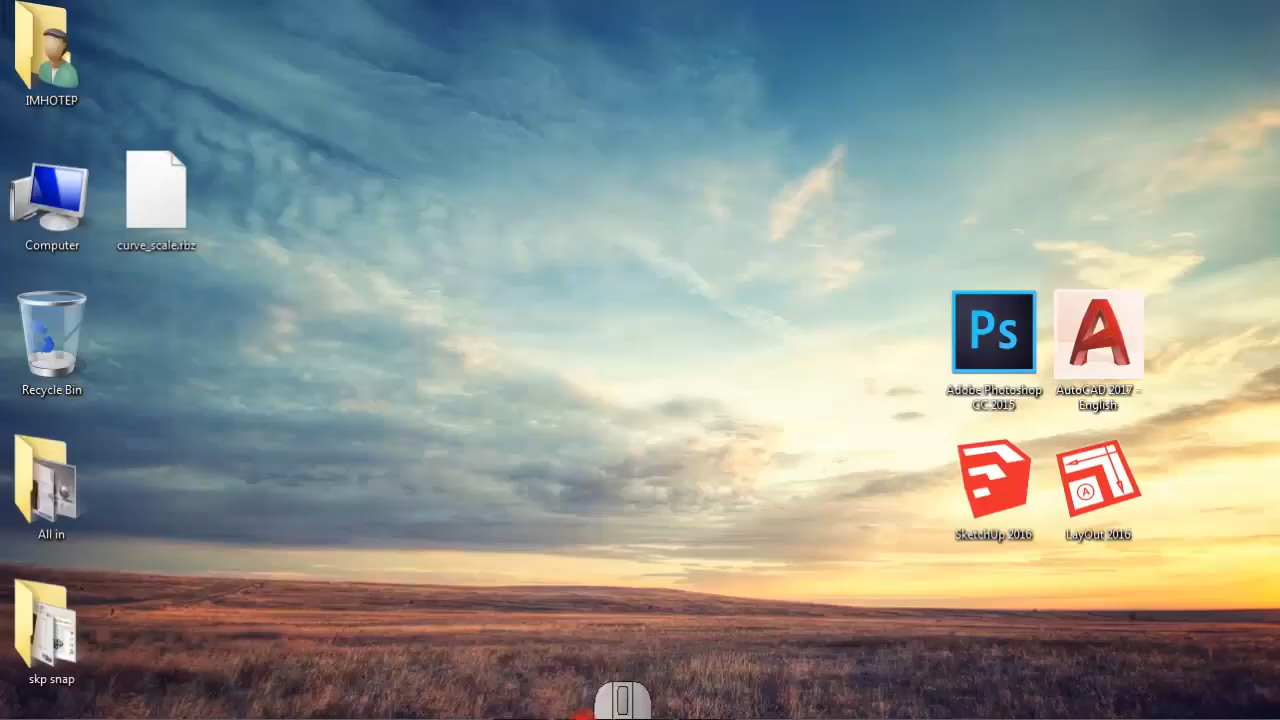 IMHOTEP
Computer
curve_scale.rbz
Recycle Bin
Ps
A
Adobe Photoshop
CC 2015
AutoCAD 2017 -
English
All in
A
SketchUp 2016
LayOut 2016
skp snap